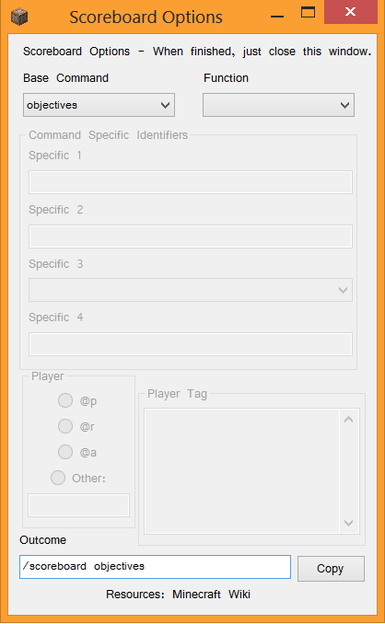 Scoreboard Options
Scoreboard Options - When finished, just close this window.
Base Command Function
objectives
Command Specific Identifiers
Specific 1
Specific 2
Specific 3
Specific 4
Player
@p
@r
@a
Other:
Player Tag
Outcome
/scoreboard objectives
Copy
Resources: Minecraft Wiki